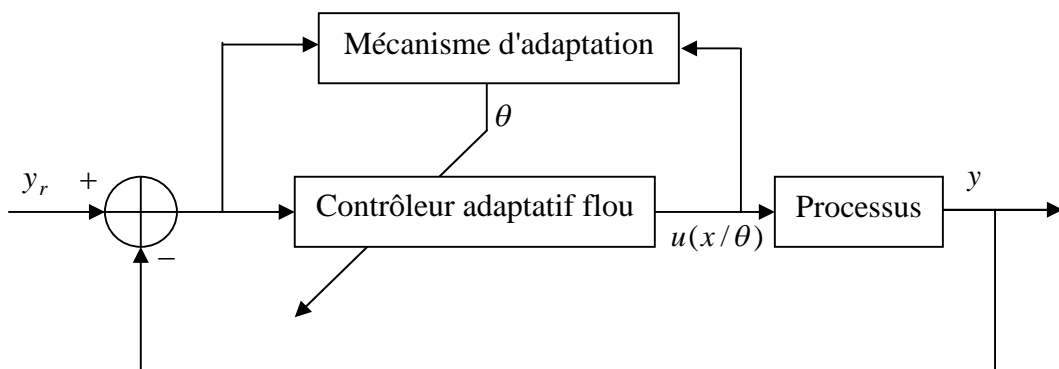 Mécanisme d'adaptation
θ
y_r + y
Contrôleur adaptatif flou Processus
u(x/θ)
−